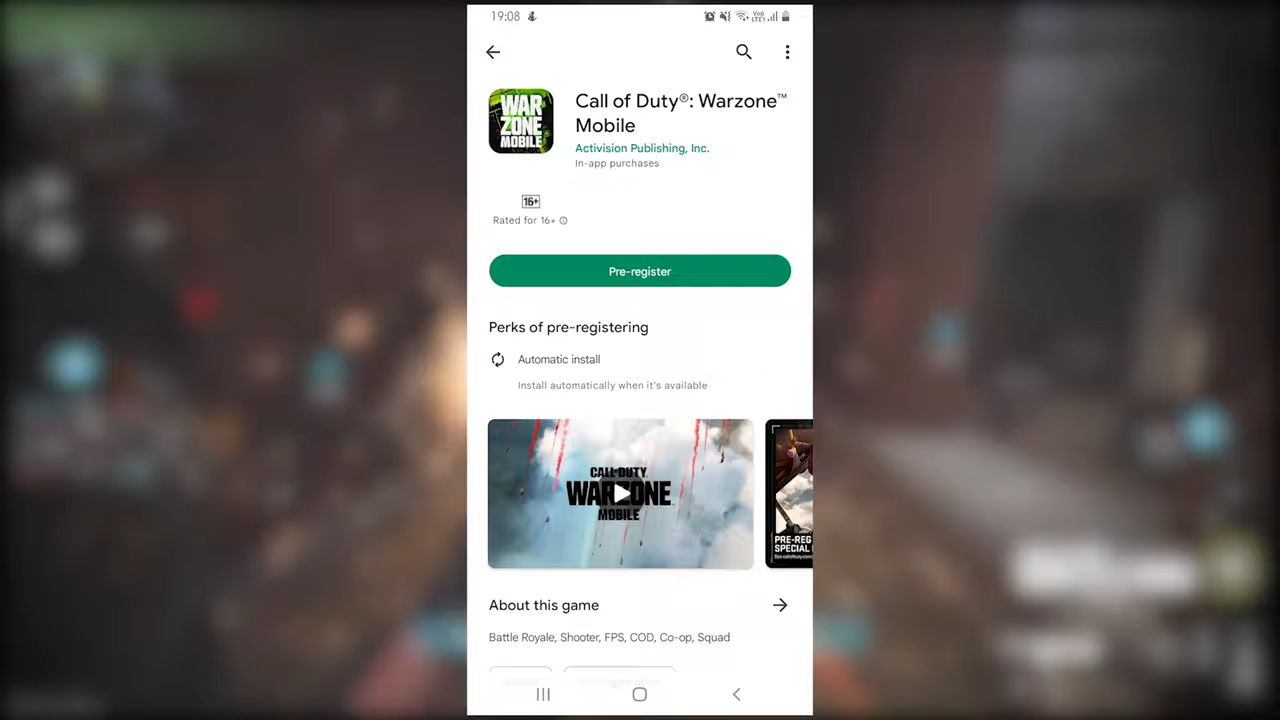 19:08
Vo))
LTE1
WAR
ZONE
MOBILE
Call of Duty®: Warzone™
Mobile
Activision Publishing, Inc.
In-app purchases
16+
Rated for 16+
Pre-register
Perks of pre-registering
Automatic install
Install automatically when it's available
CALL DUTY
WARZONE
MOBILE
PRE-REG
SPECIAL
About this game
Battle Royale, Shooter, FPS, COD, Co-op, Squad